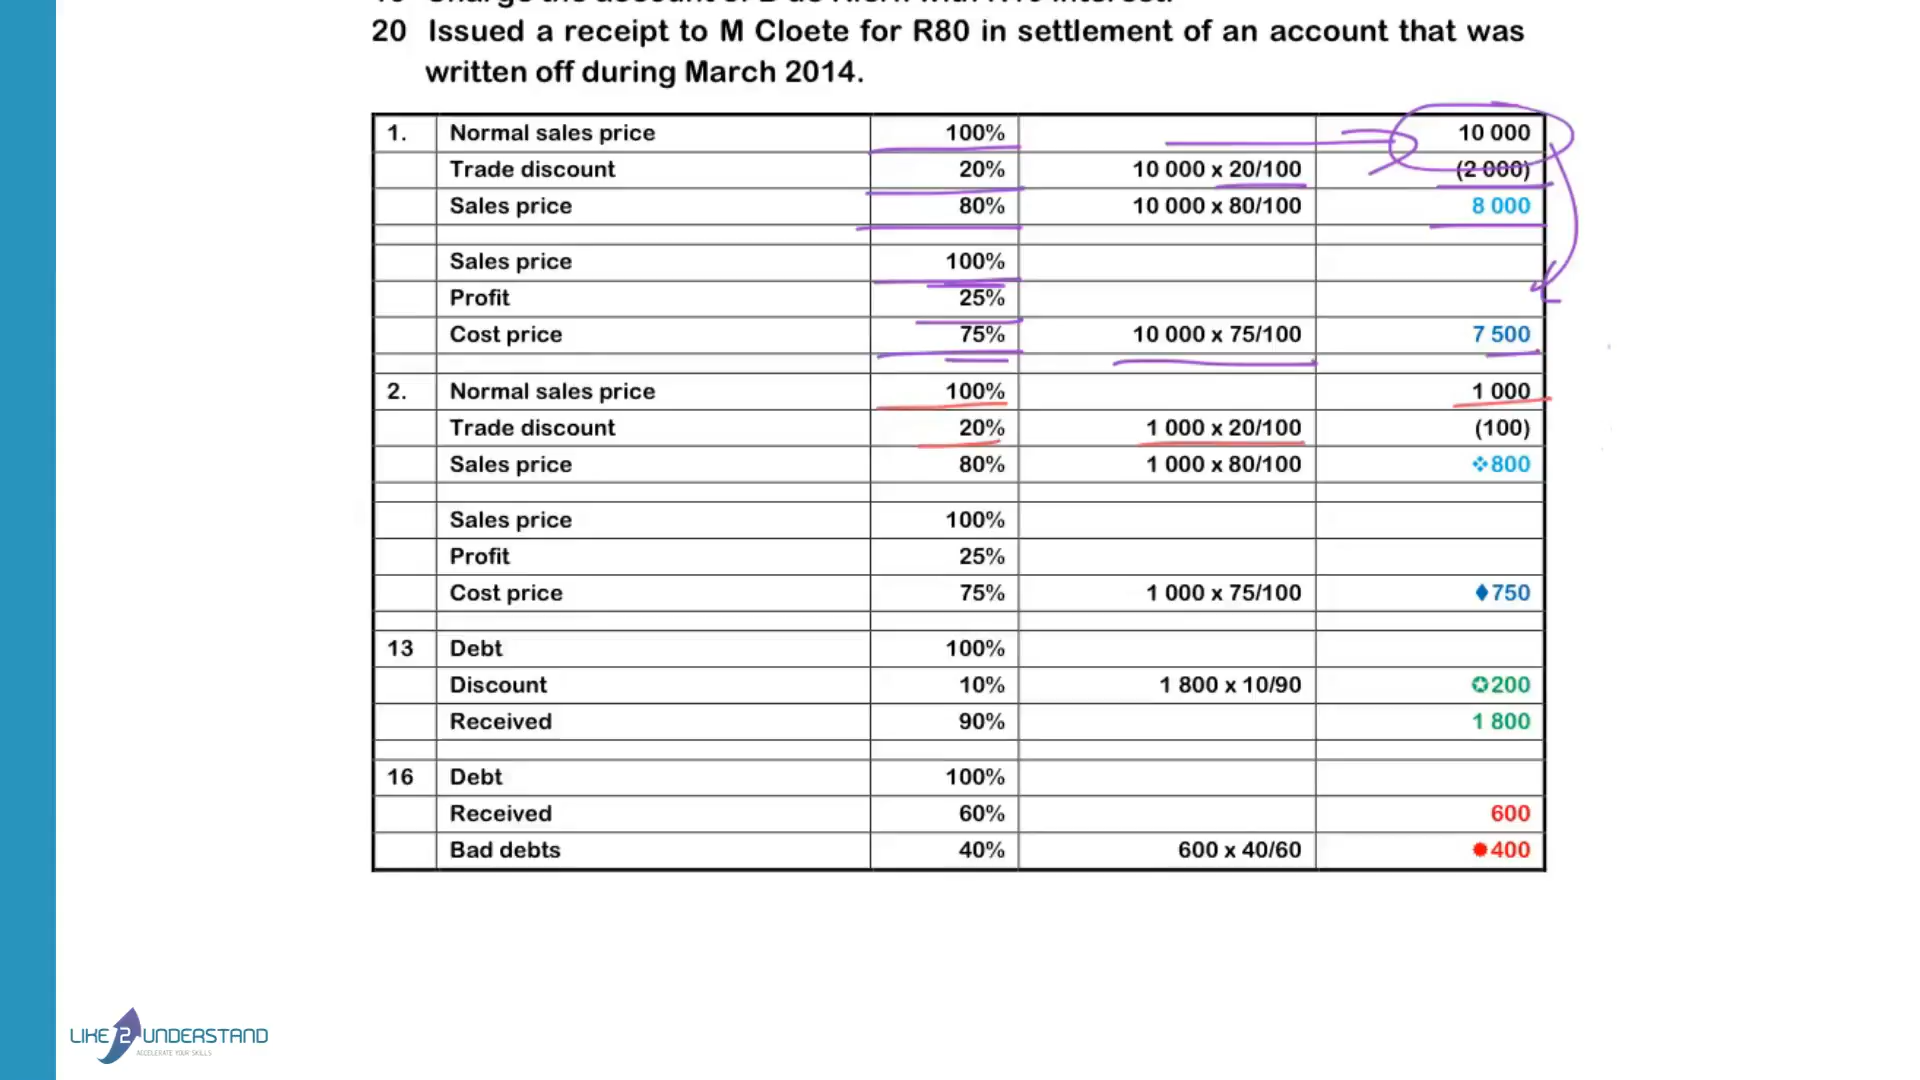 20 Issued a receipt to M Cloete for R80 in settlement of an account that was
written off during March 2014.
1. Normal sales price 100% 10 000
Trade discount 20% 10 000 x 20/100 (2 000)
Sales price 80% 10 000 x 80/100 8 000
Sales price 100%
Profit 25%
Cost price 75% 10 000 x 75/100 7 500
2. Normal sales price 100% 1 000
Trade discount 20% 1 000 x 20/100 (100)
Sales price 80% 1 000 x 80/100 ❖800
Sales price 100%
Profit 25%
Cost price 75% 1 000 x 75/100 ♦750
13 Debt 100%
Discount 10% 1 800 x 10/90 ✪200
Received 90% 1 800
16 Debt 100%
Received 60% 600
Bad debts 40% 600 x 40/60 ✹400
LIKE 2 UNDERSTAND
ACCELERATE YOUR SKILLS